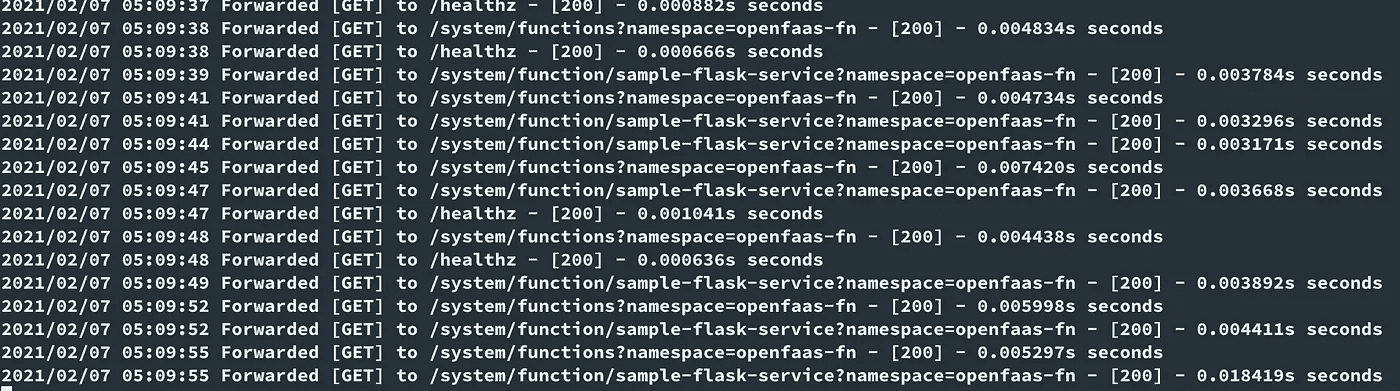 2021/02/07 05:09:37 Forwarded [GET] to /healthz - [200] - 0.000882s seconds
2021/02/07 05:09:38 Forwarded [GET] to /system/functions?namespace=openfaas-fn - [200] - 0.004834s seconds
2021/02/07 05:09:38 Forwarded [GET] to /healthz - [200] - 0.000666s seconds
2021/02/07 05:09:39 Forwarded [GET] to /system/function/sample-flask-service?namespace=openfaas-fn - [200] - 0.003784s seconds
2021/02/07 05:09:41 Forwarded [GET] to /system/functions?namespace=openfaas-fn - [200] - 0.004734s seconds
2021/02/07 05:09:41 Forwarded [GET] to /system/function/sample-flask-service?namespace=openfaas-fn - [200] - 0.003296s seconds
2021/02/07 05:09:44 Forwarded [GET] to /system/function/sample-flask-service?namespace=openfaas-fn - [200] - 0.003171s seconds
2021/02/07 05:09:45 Forwarded [GET] to /system/functions?namespace=openfaas-fn - [200] - 0.007420s seconds
2021/02/07 05:09:47 Forwarded [GET] to /system/function/sample-flask-service?namespace=openfaas-fn - [200] - 0.003668s seconds
2021/02/07 05:09:47 Forwarded [GET] to /healthz - [200] - 0.001041s seconds
2021/02/07 05:09:48 Forwarded [GET] to /system/functions?namespace=openfaas-fn - [200] - 0.004438s seconds
2021/02/07 05:09:48 Forwarded [GET] to /healthz - [200] - 0.000636s seconds
2021/02/07 05:09:49 Forwarded [GET] to /system/function/sample-flask-service?namespace=openfaas-fn - [200] - 0.003892s seconds
2021/02/07 05:09:52 Forwarded [GET] to /system/functions?namespace=openfaas-fn - [200] - 0.005998s seconds
2021/02/07 05:09:52 Forwarded [GET] to /system/function/sample-flask-service?namespace=openfaas-fn - [200] - 0.004411s seconds
2021/02/07 05:09:55 Forwarded [GET] to /system/functions?namespace=openfaas-fn - [200] - 0.005297s seconds
2021/02/07 05:09:55 Forwarded [GET] to /system/function/sample-flask-service?namespace=openfaas-fn - [200] - 0.018419s seconds